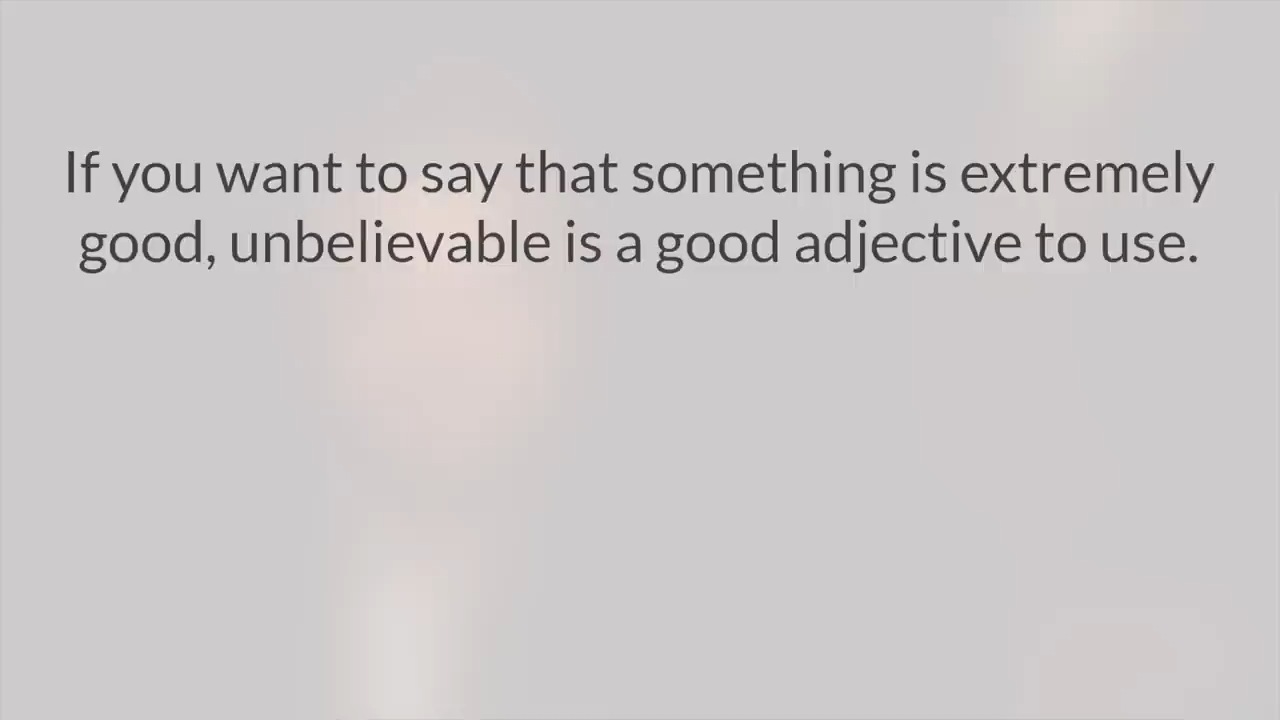 If you want to say that something is extremely
good, unbelievable is a good adjective to use.